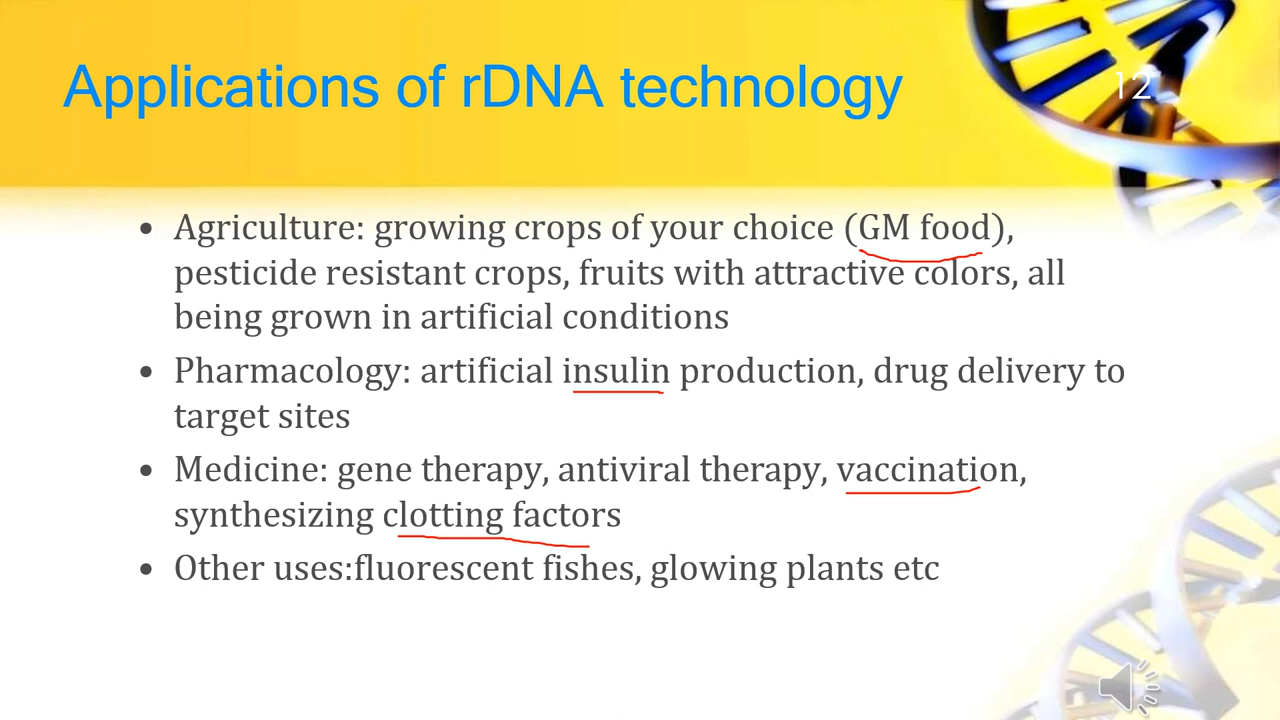 Applications of rDNA technology
12
• Agriculture: growing crops of your choice (GM food),
pesticide resistant crops, fruits with attractive colors, all
being grown in artificial conditions
• Pharmacology: artificial insulin production, drug delivery to
target sites
• Medicine: gene therapy, antiviral therapy, vaccination,
synthesizing clotting factors
• Other uses:fluorescent fishes, glowing plants etc